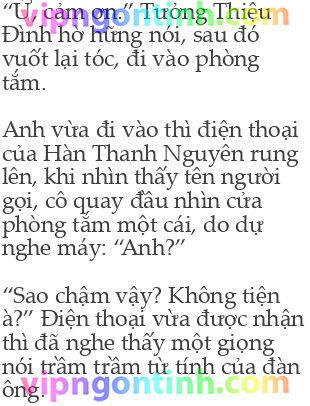 “Ừ, cảm ơn.” Tưởng Thiệu
Đình hờ hững nói, sau đó
vuốt lại tóc, đi vào phòng
tắm.
Anh vừa đi vào thì điện thoại
của Hàn Thanh Nguyên rung
lên, khi nhìn thấy tên người
gọi, cô quay đầu nhìn cửa
phòng tắm một cái, do dự
nghe máy: “Anh?”
“Sao chậm vậy? Không tiện
à?” Điện thoại vừa được nhận
thì đã nghe thấy một giọng
nói trầm trầm từ tính của đàn
ông.
vipngontinh.com
vipngontinh.com